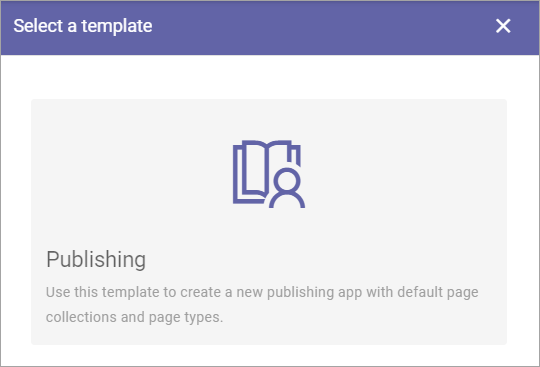 Select a template
Publishing
Use this template to create a new publishing app with default page
collections and page types.